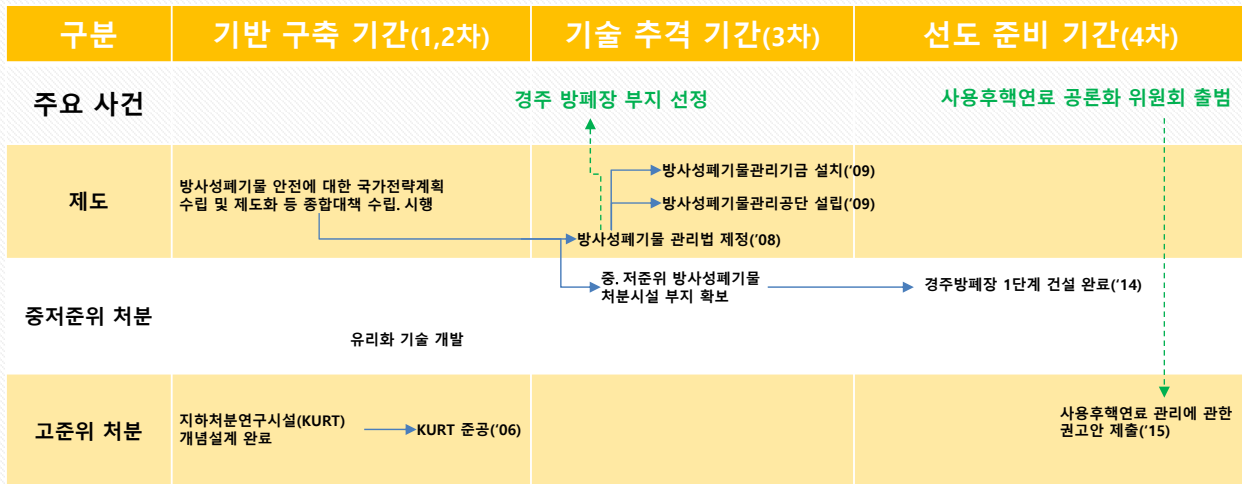 구분
기반 구축 기간(1,2차)
기술 추격 기간(3차)
선도 준비 기간(4차)
주요 사건
경주 방폐장 부지 선정
사용후핵연료 공론화 위원회 출범
제도
방사성폐기물 안전에 대한 국가전략계획
수립 및 제도화 등 종합대책 수립. 시행
방사성폐기물관리기금 설치(’09)
방사성폐기물관리공단 설립(’09)
방사성폐기물 관리법 제정(’08)
중저준위 처분
중. 저준위 방사성폐기물
처분시설 부지 확보
경주방폐장 1단계 건설 완료(’14)
유리화 기술 개발
고준위 처분
지하처분연구시설(KURT)
개념설계 완료
KURT 준공(’06)
사용후핵연료 관리에 관한
권고안 제출(’15)